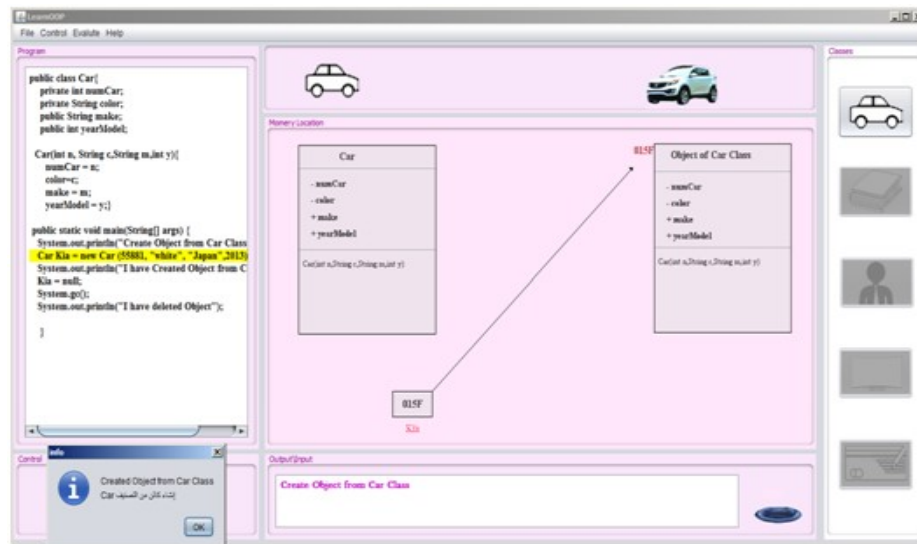 LearnOOP
File Control Evalute Help
Program
public class Car{
private int numCar;
private String color;
public String make;
public int yearModel;
Car(int n, String c,String m,int y){
numCar = n;
color=c;
make = m;
yearModel = y;}
public static void main(String[] args) {
System.out.println("Create Object from Car Class
Car Kia = new Car (55881, "white", "Japan",2013)
System.out.println("I have Created Object from C
Kia = null;
System.gc();
System.out.println("I have deleted Object");
}
Memory Location
Car
- numCar
- color
+ make
+ yearModel
Car(int n,String c,String m,int y)
015F
Object of Car Class
- numCar
- color
+ make
+ yearModel
Car(int n,String c,String m,int y)
015F
Kia
Classes
Control
info
Created Object from Car Class
إنشاء كائن من الصنف Car
OK
Output\Input
Create Object from Car Class